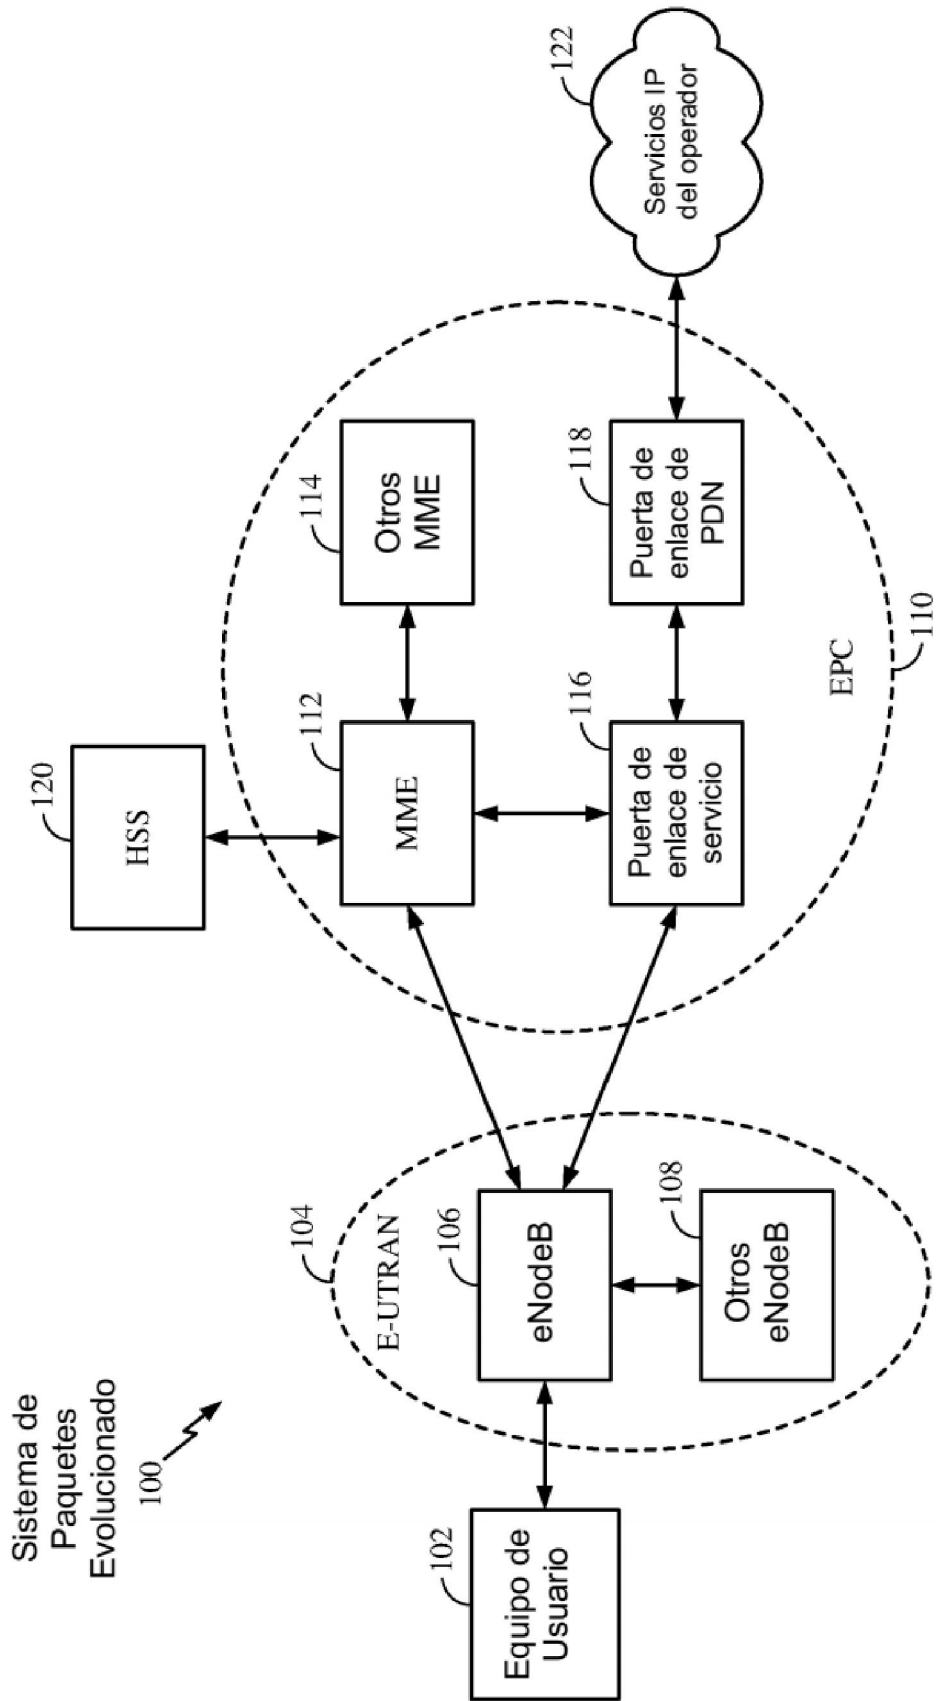 Sistema de
Paquetes
Evolucionado
100
120
HSS
104
E-UTRAN
112
MME
114
Otros
MME
102
Equipo de
Usuario
106
eNodeB
108
Otros
eNodeB
116
Puerta de
enlace de
servicio
118
Puerta de
enlace de
PDN
122
Servicios IP
del operador
EPC
110